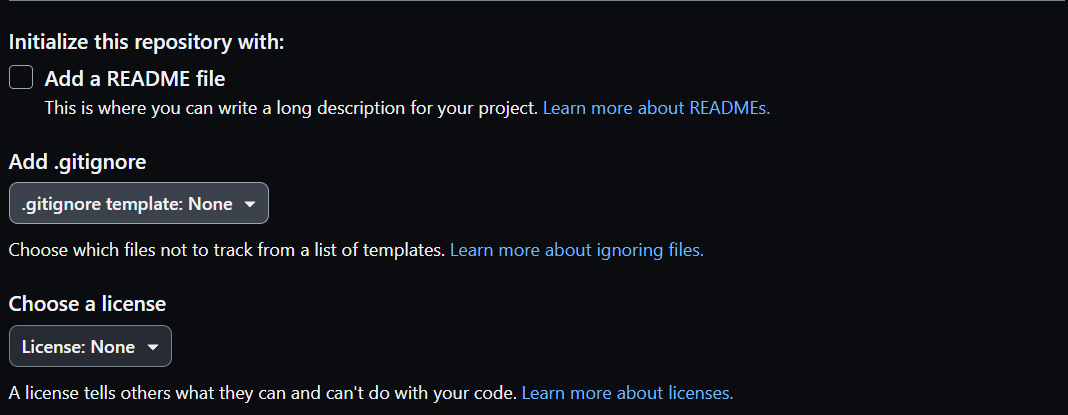 Initialize this repository with:
Add a README file
This is where you can write a long description for your project. Learn more about READMEs.
Add .gitignore
.gitignore template: None
Choose which files not to track from a list of templates. Learn more about ignoring files.
Choose a license
License: None
A license tells others what they can and can't do with your code. Learn more about licenses.